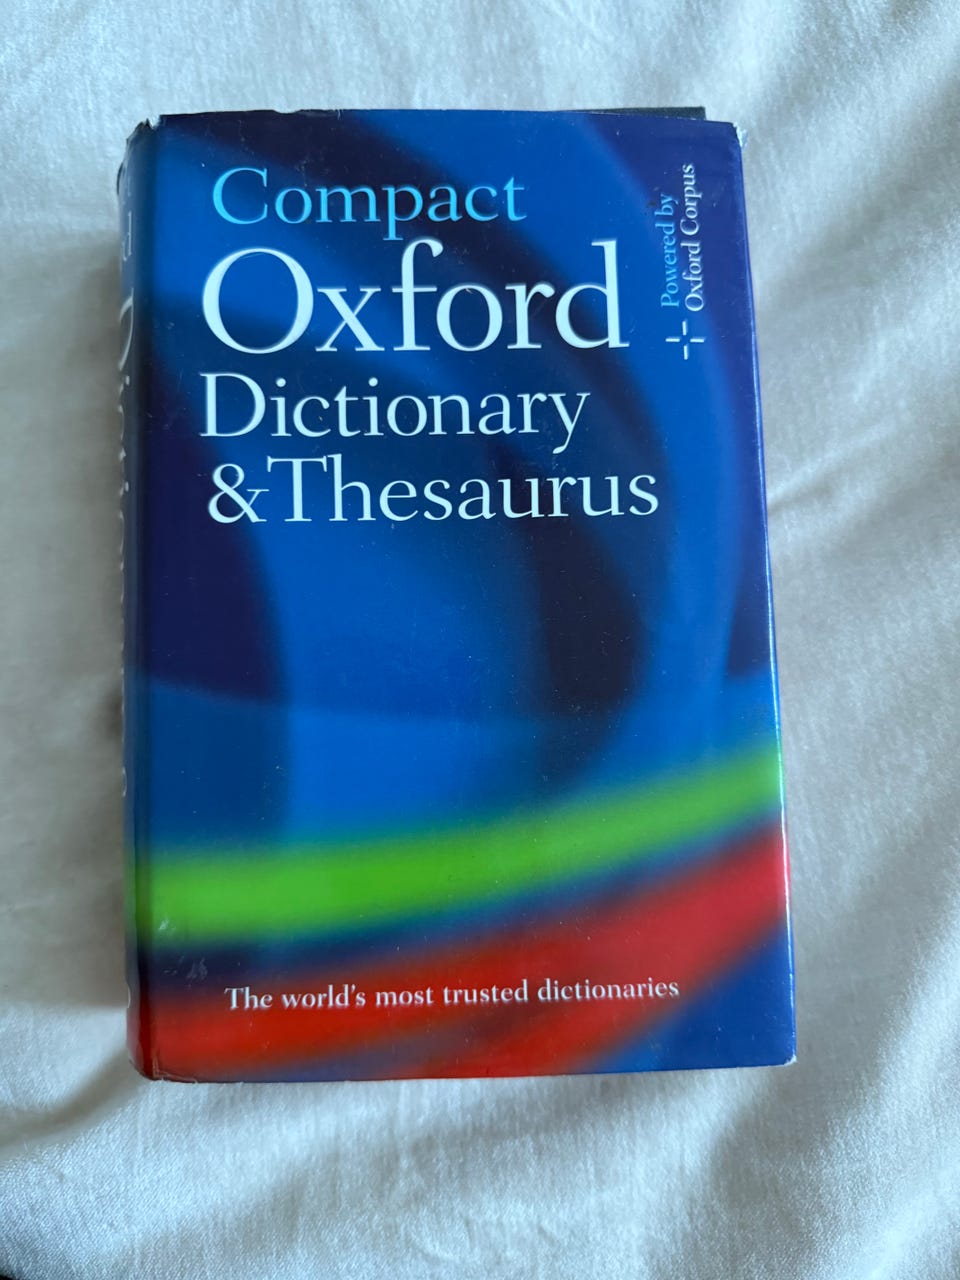 Compact
Oxford
Dictionary
&Thesaurus
Powered by
Oxford Corpus
The world's most trusted dictionaries